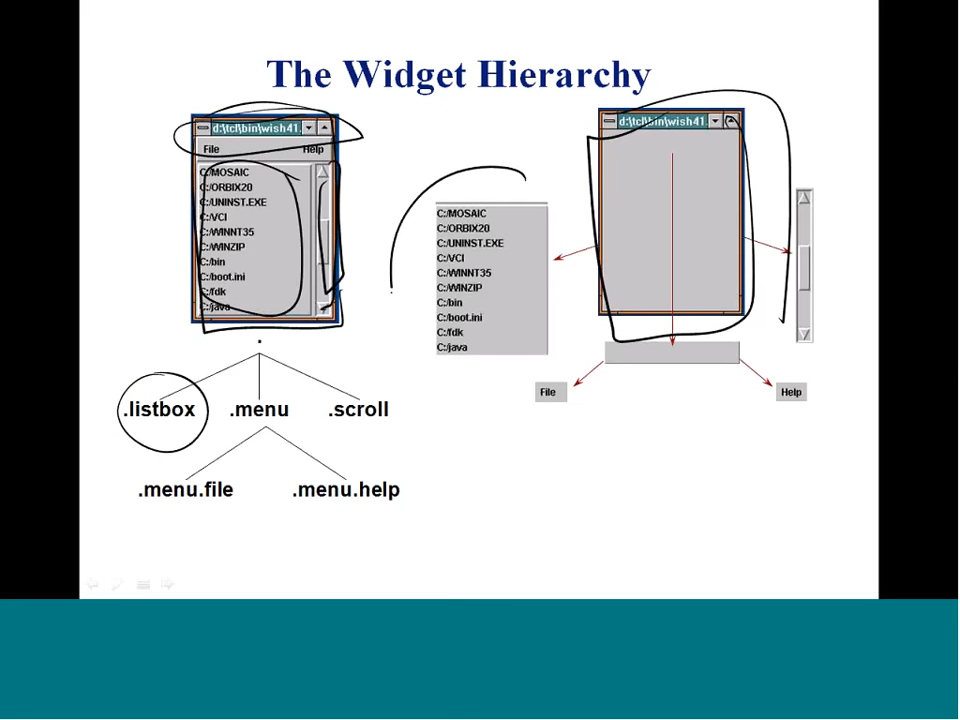 The Widget Hierarchy
d:\tcl\bin\wish41.
File Help
C:/MOSAIC
C:/ORBIX20
C:/UNINST.EXE
C:/VCI
C:/WINNT35
C:/WINZIP
C:/bin
C:/boot.ini
C:/fdk
C:/java
.
.listbox .menu .scroll
.menu.file .menu.help
C:/MOSAIC
C:/ORBIX20
C:/UNINST.EXE
C:/VCI
C:/WINNT35
C:/WINZIP
C:/bin
C:/boot.ini
C:/fdk
C:/java
d:\tcl\bin\wish41.
File
Help